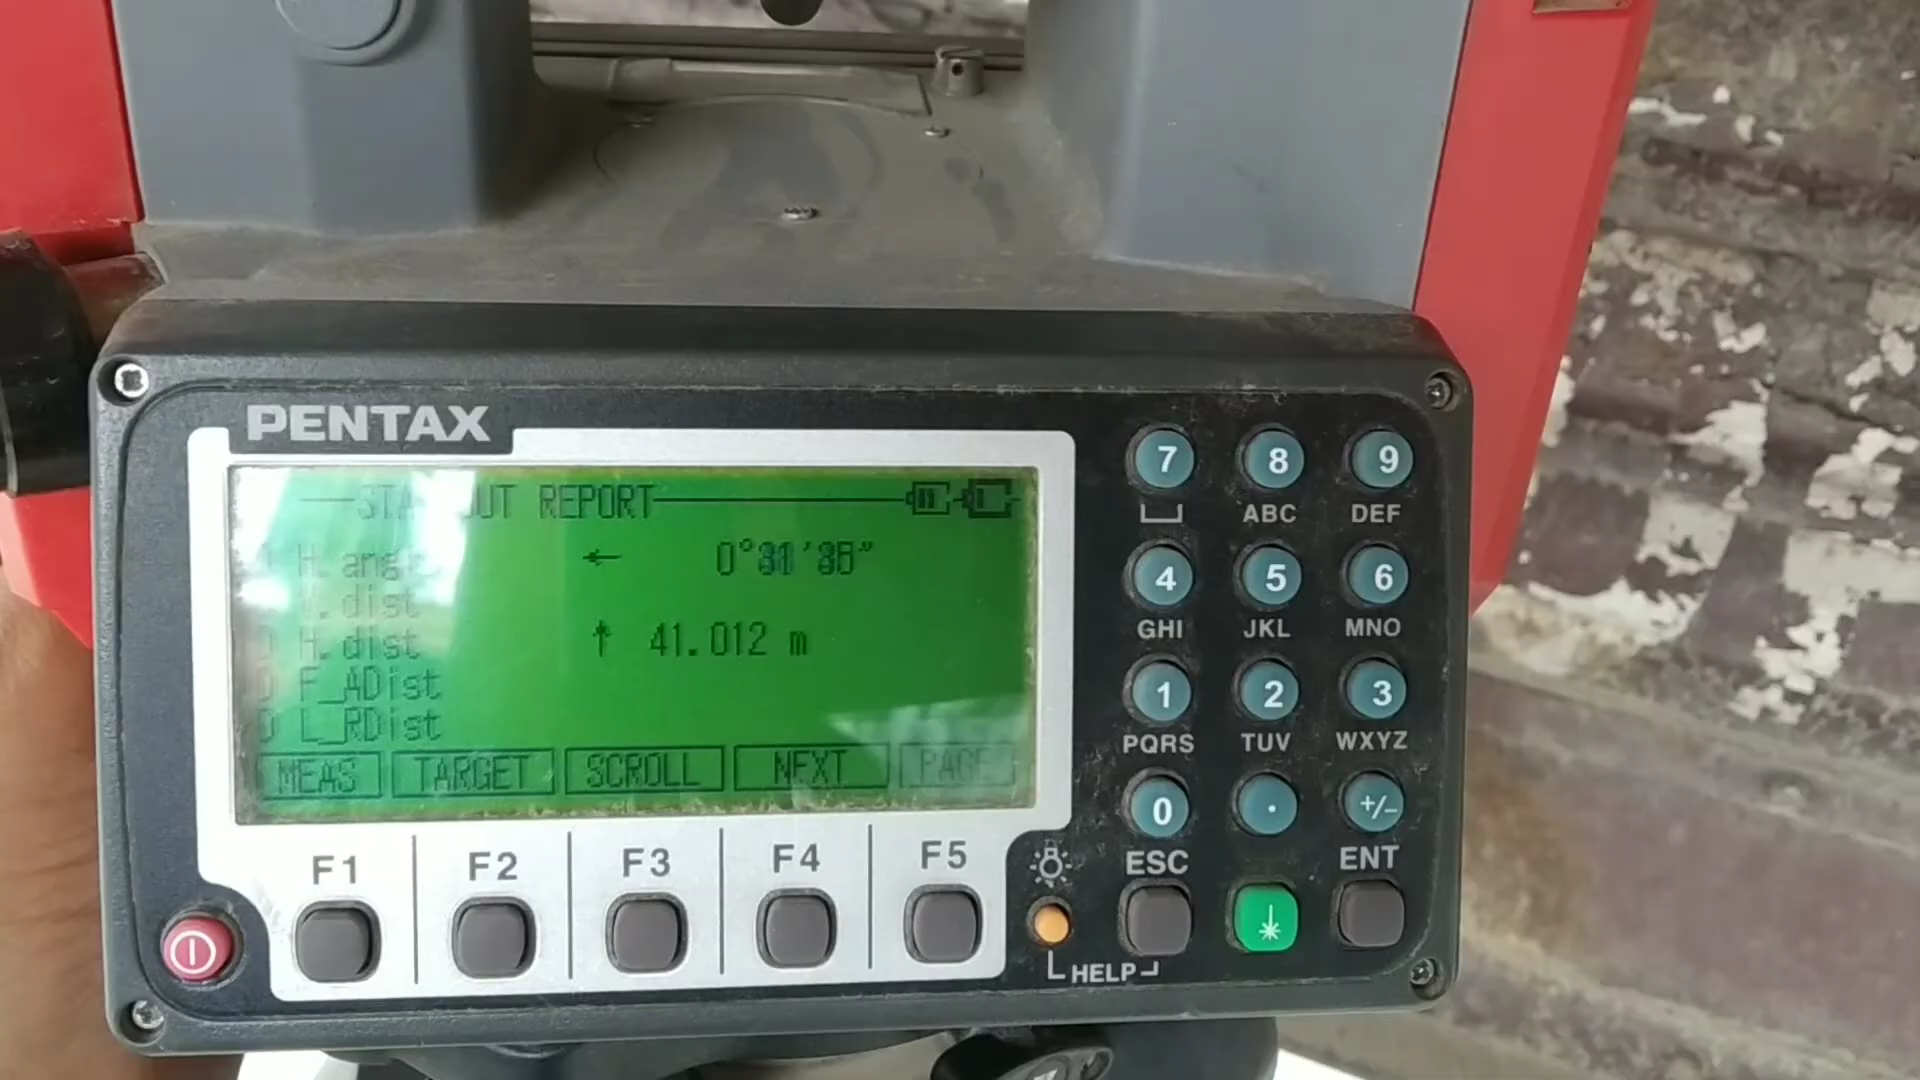 PENTAX
REPORT
H. ang ← 0°
V. dist
H. dist ↑ 41.012 m
F_ADist
L_RDist
MEAS TARGET SCROLL NEXT PAGE
F1 F2 F3 F4 F5
7 8 9
ABC DEF
4 5 6
GHI JKL MNO
1 2 3
PQRS TUV WXYZ
0 . +/-
ESC ENT
HELP